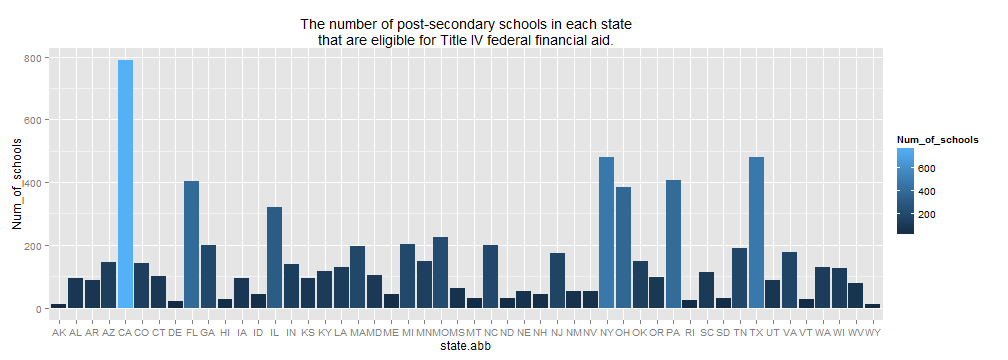 The number of post-secondary schools in each state
that are eligible for Title IV federal financial aid.
800
600
400
200
0
Num_of_schools
AK AL AR AZ CA CO CT DE FL GA HI IA ID IL IN KS KY LA MA MD ME MI MN MO MS MT NC ND NE NH NJ NM NV NY OH OK OR PA RI SC SD TN TX UT VA VT WA WI WV WY
state.abb
Num_of_schools
600
400
200